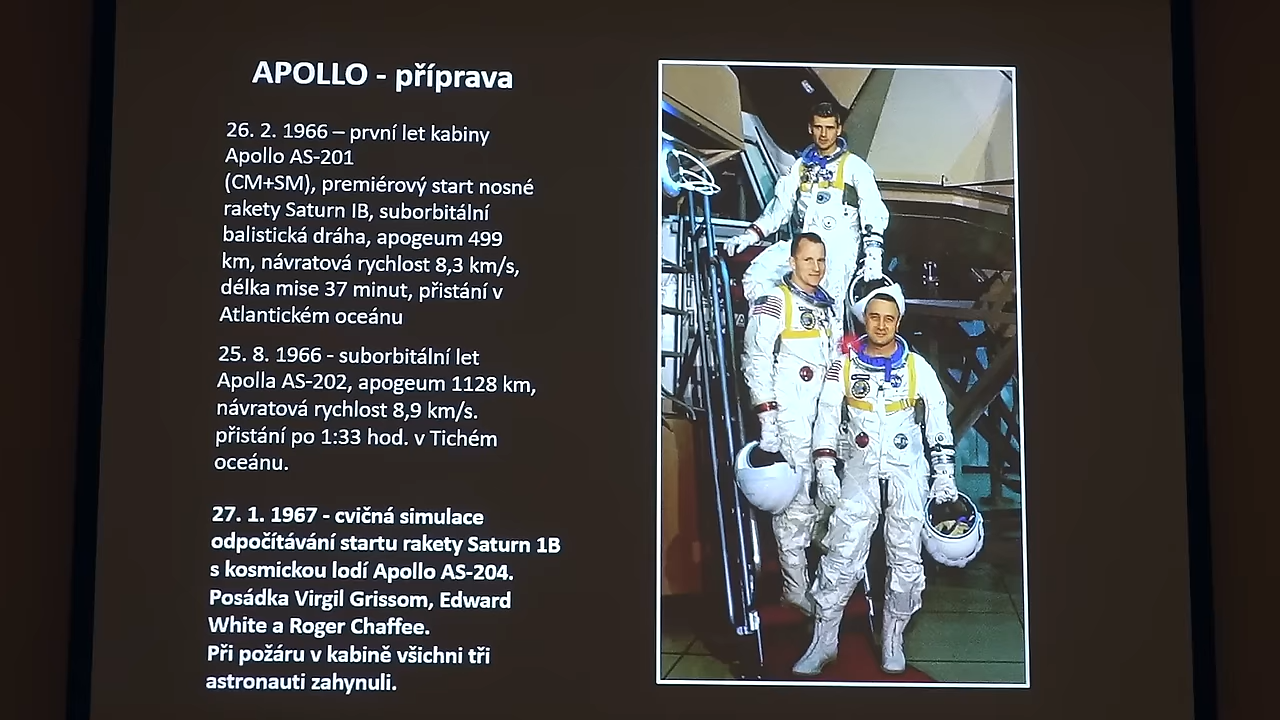 APOLLO - příprava
26. 2. 1966 – první let kabiny
Apollo AS-201
(CM+SM), premiérový start nosné
rakety Saturn IB, suborbitální
balistická dráha, apogeum 499
km, návratová rychlost 8,3 km/s,
délka mise 37 minut, přistání v
Atlantickém oceánu
25. 8. 1966 - suborbitální let
Apolla AS-202, apogeum 1128 km,
návratová rychlost 8,9 km/s.
přistání po 1:33 hod. v Tichém
oceánu.
27. 1. 1967 - cvičná simulace
odpočítávání startu rakety Saturn 1B
s kosmickou lodí Apollo AS-204.
Posádka Virgil Grissom, Edward
White a Roger Chaffee.
Při požáru v kabině všichni tři
astronauti zahynuli.